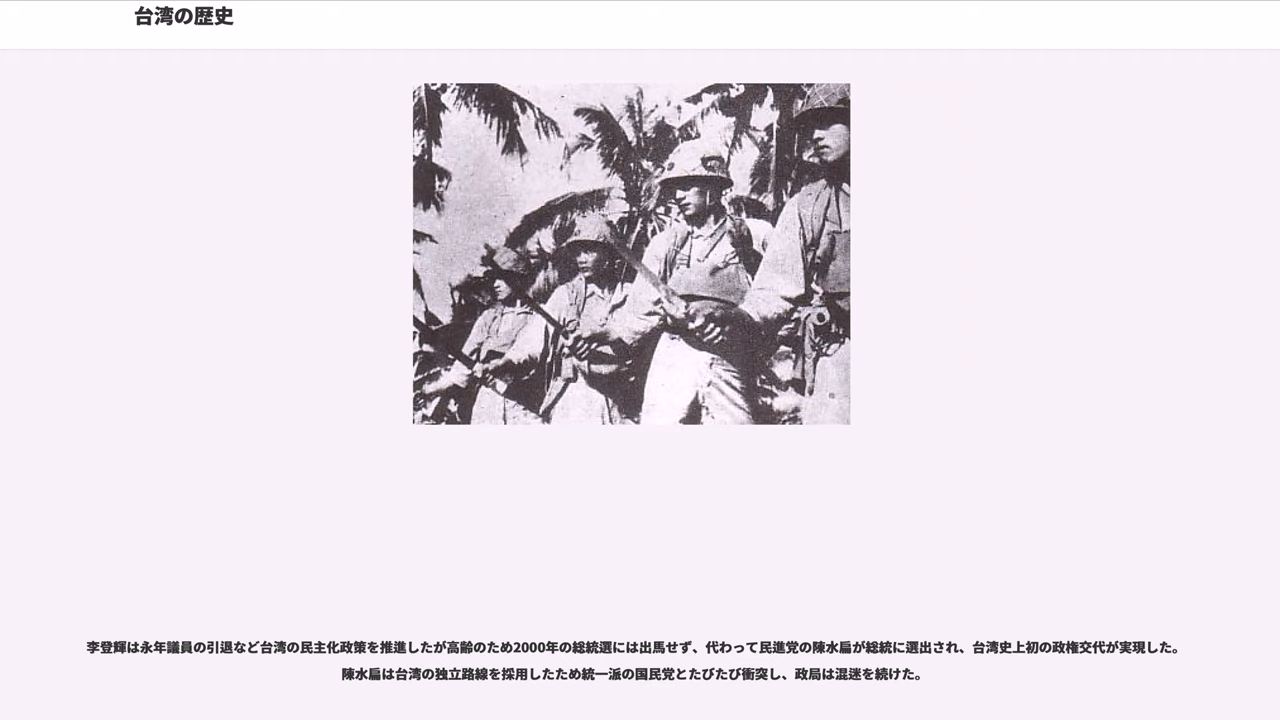 台湾の歴史
李登輝は永年議員の引退など台湾の民主化政策を推進したが高齢のため2000年の総統選には出馬せず、代わって民進党の陳水扁が総統に選出され、台湾史上初の政権交代が実現した。
陳水扁は台湾の独立路線を採用したため統一派の国民党とたびたび衝突し、政局は混迷を続けた。